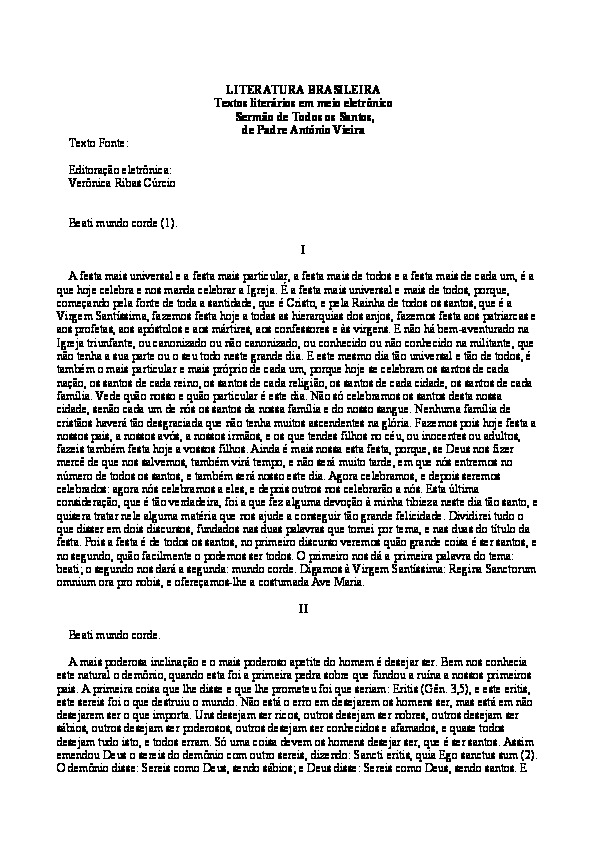 LITERATURA BRASILEIRA
Textos literários em meio eletrônico
Sermão de Todos os Santos,
de Padre António Vieira
Texto Fonte:
Editoração eletrônica:
Verônica Ribas Cúrcio
Beati mundo corde (1).
I
A festa mais universal e a festa mais particular, a festa mais de todos e a festa mais de cada um, é a
que hoje celebra e nos manda celebrar a Igreja. É a festa mais universal e mais de todos, porque,
começando pela fonte de toda a santidade, que é Cristo, e pela Rainha de todos os santos, que é a
Virgem Santíssima, fazemos festa hoje a todas as hierarquias dos anjos, fazemos festa aos patriarcas e
aos profetas, aos apóstolos e aos mártires, aos confessores e às virgens. E não há bem-aventurado na
Igreja triunfante, ou canonizado ou não canonizado, ou conhecido ou não conhecido na militante, que
não tenha a sua parte ou o seu todo neste grande dia. E este mesmo dia tão universal e tão de todos, é
também o mais particular e mais próprio de cada um, porque hoje se celebram os santos de cada
nação, os santos de cada reino, os santos de cada religião, os santos de cada cidade, os santos de cada
família. Vede quão nosso e quão particular é este dia. Não só celebramos os santos desta nossa
cidade, senão cada um de nós os santos da nossa família e do nosso sangue. Nenhuma família de
cristãos haverá tão desgraciada que não tenha muitos ascendentes na glória. Fazemos pois hoje festa a
nossos pais, a nossos avós, a nossos irmãos, e os que tendes filhos no céu, ou inocentes ou adultos,
fazeis também festa hoje a vossos filhos. Ainda é mais nossa esta festa, porque, se Deus nos fizer
mercê de que nos salvemos, também virá tempo, e não será muito tarde, em que nós entremos no
número de todos os santos, e também será nosso este dia. Agora celebramos, e depois seremos
celebrados: agora nós celebramos a eles, e depois outros nos celebrarão a nós. Esta última
consideração, que é tão verdadeira, foi a que fez alguma devoção à minha tibieza neste dia tão santo, e
quisera tratar nele alguma matéria que nos ajude a conseguir tão grande felicidade. Dividirei tudo o
que disser em dois discursos, fundados nas duas palavras que tomei por tema, e nas duas do título da
festa. Pois a festa é de todos os santos, no primeiro discurso veremos quão grande coisa é ser santos, e
no segundo, quão facilmente o podemos ser todos. O primeiro nos dá a primeira palavra do tema:
beati; o segundo nos dará a segunda: mundo corde. Digamos à Virgem Santíssima: Regina Sanctorum
omnium ora pro nobis, e ofereçamos-lhe a costumada Ave Maria.
II
Beati mundo corde.
A mais poderosa inclinação e o mais poderoso apetite do homem é desejar ser. Bem nos conhecia
este natural o demônio, quando esta foi a primeira pedra sobre que fundou a ruína a nossos primeiros
pais. A primeira coisa que lhe disse e que lhe prometeu foi que seriam: Eritis (Gên. 3,5), e este eritis,
este sereis foi o que destruiu o mundo. Não está o erro em desejarem os homens ser, mas está em não
desejarem ser o que importa. Uns desejam ser ricos, outros desejam ser nobres, outros desejam ser
sábios, outros desejam ser poderosos, outros desejam ser conhecidos e afamados, e quase todos
desejam tudo isto, e todos erram. Só uma coisa devem os homens desejar ser, que é ser santos. Assim
emendou Deus o sereis do demônio com outro sereis, dizendo: Sancti eritis, quia Ego sanctus sum (2).
O demônio disse: Sereis como Deus, sendo sábios; e Deus disse: Sereis como Deus, sendo santos. E